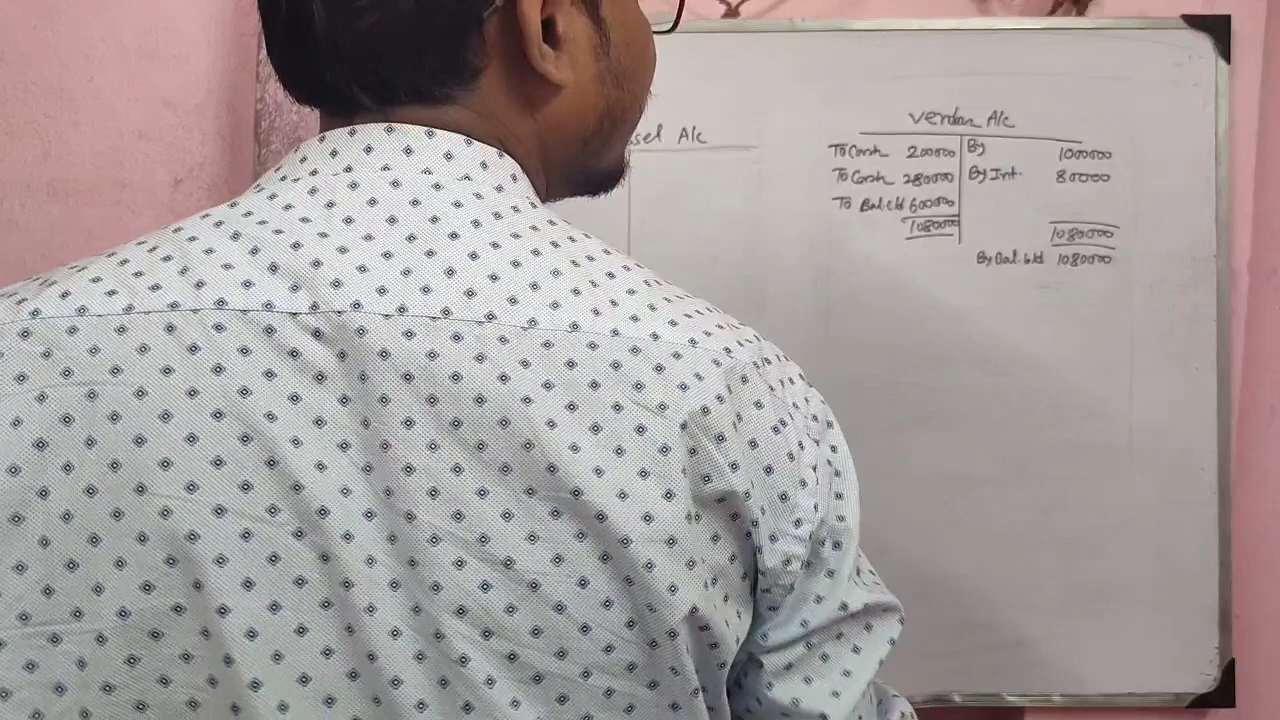 ssel A/c
Vendor A/c
To Cash 200000 By 1000000
To Cash 280000 By Int. 80000
To Bal. c/d 600000
1080000 1080000
By Bal. b/d 1080000